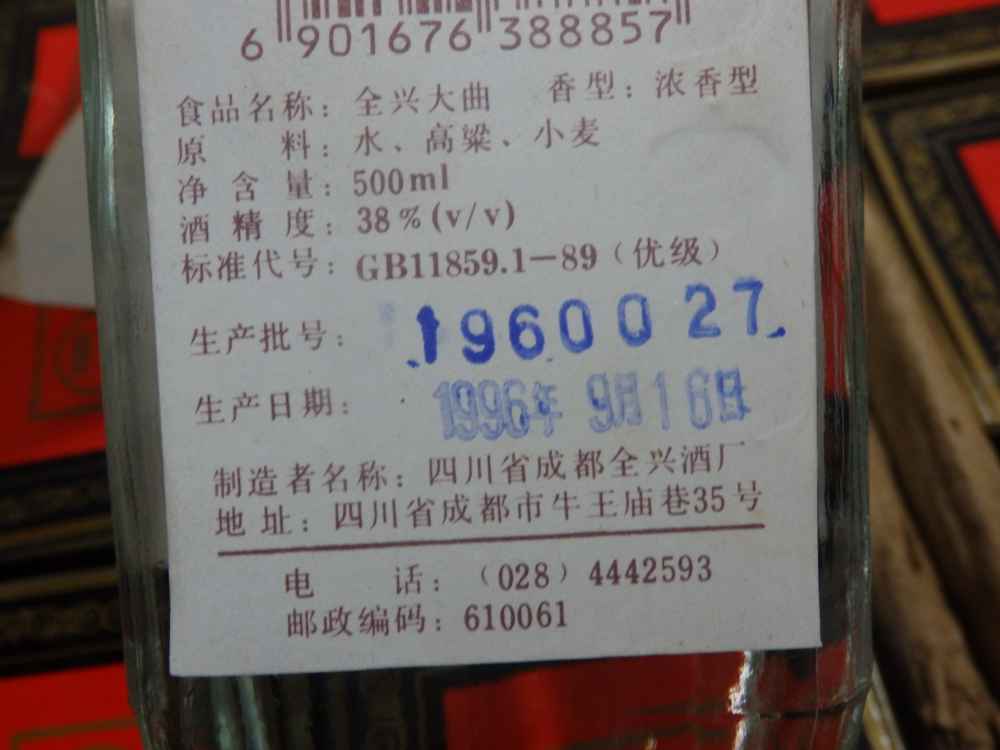 6 901676 388857
食品名称：全兴大曲 香型：浓香型
原 料：水、高粱、小麦
净 含 量：500ml
酒 精 度：38%(v/v)
标准代号：GB11859.1—89（优级）
生产批号： 1960027
生产日期： 1996年 9月16日
制造者名称：四川省成都全兴酒厂
地 址：四川省成都市牛王庙巷35号
电 话：（028）4442593
邮政编码：610061